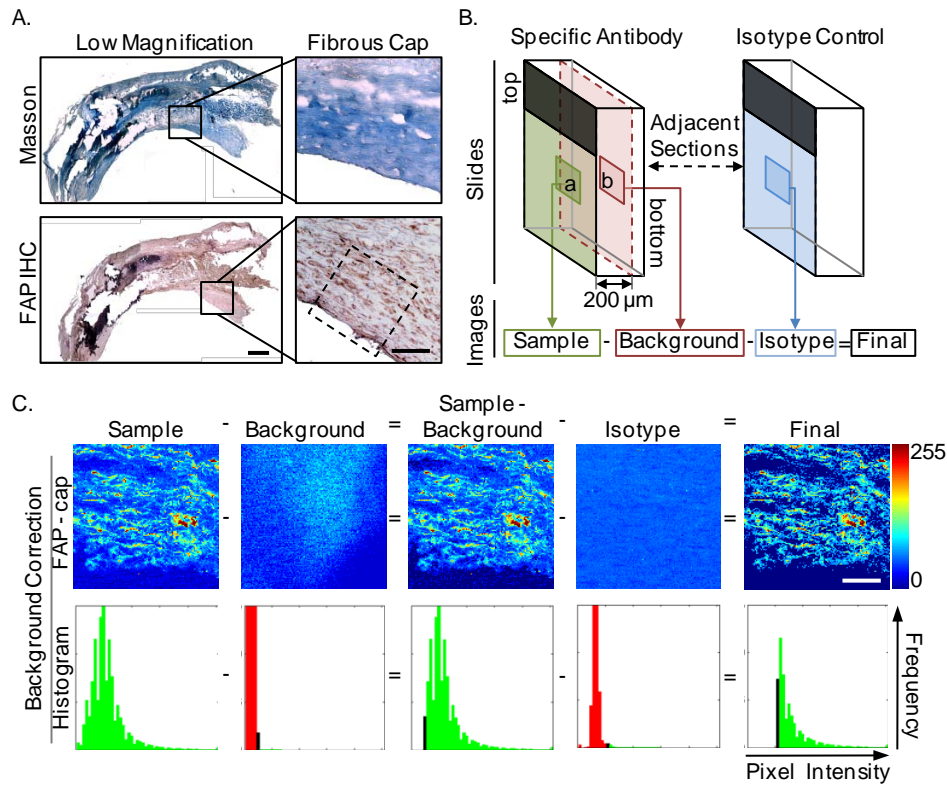 A.
Low Magnification
Fibrous Cap
Masson
FAP IHC
B.
Specific Antibody
Isotype Control
Slides
top
a
b
bottom
Adjacent
Sections
200 µm
Images
Sample - Background - Isotype = Final
C.
Sample - Background = Sample - Background - Isotype = Final
Background Correction
FAP - cap
- = - =
255
0
Histogram
- = - =
Frequency
Pixel Intensity